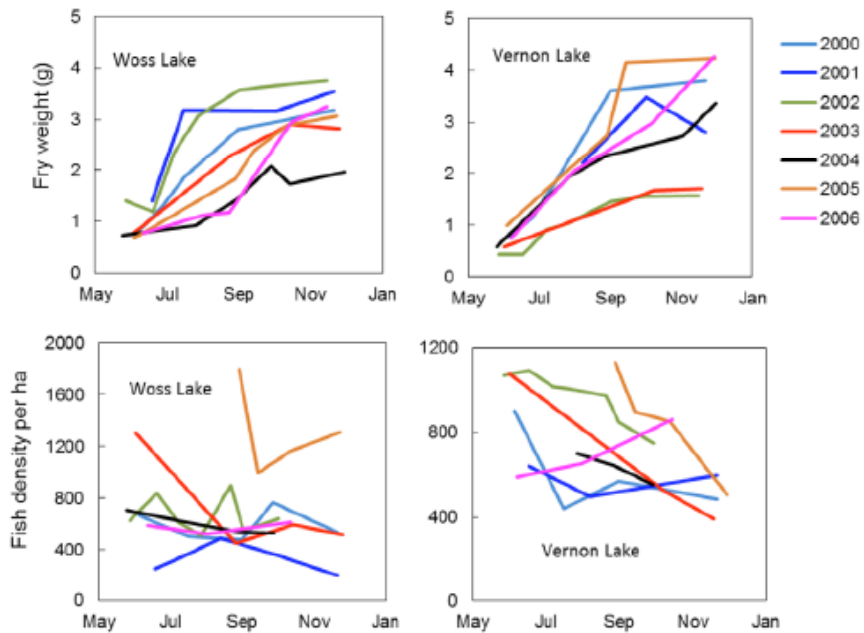 Woss Lake
Fry weight (g)
5
4
3
2
1
0
May Jul Sep Nov Jan
Vernon Lake
5
4
3
2
1
0
May Jul Sep Nov Jan
2000
2001
2002
2003
2004
2005
2006
Woss Lake
Fish density per ha
2000
1600
1200
800
400
0
May Jul Sep Nov Jan
1200
800
400
0
Vernon Lake
May Jul Sep Nov Jan